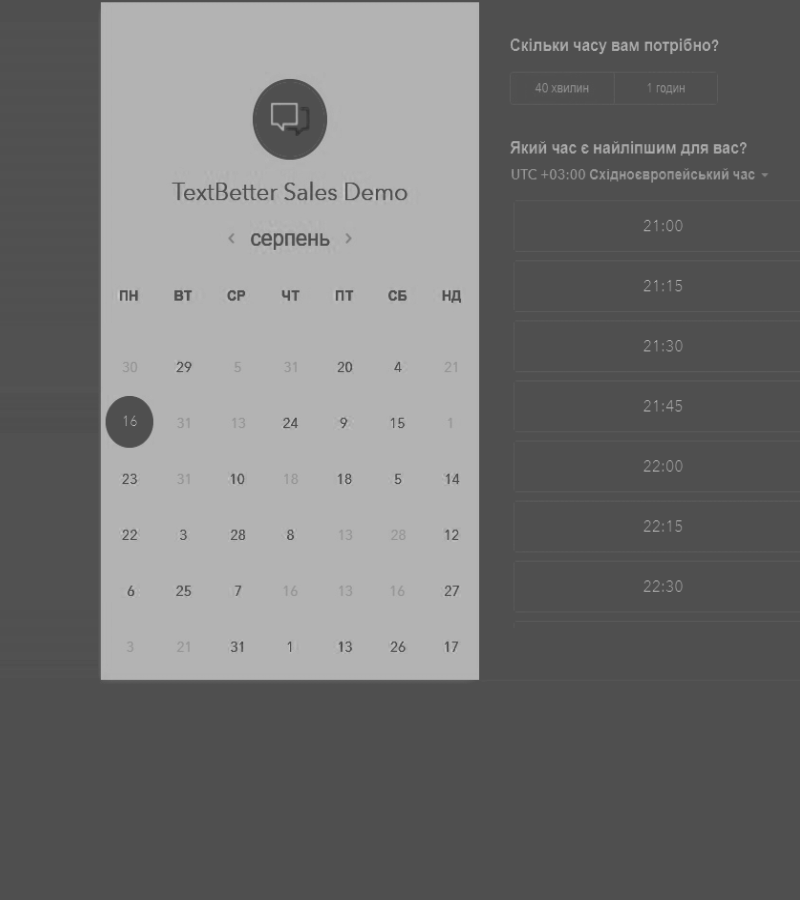 TextBetter Sales Demo
< серпень >
ПН ВТ СР ЧТ ПТ СБ НД
30 29 5 31 20 4 21
16 31 13 24 9 15 1
23 31 10 18 18 5 14
22 3 28 8 13 28 12
6 25 7 16 13 16 27
3 21 31 1 13 26 17
Скільки часу вам потрібно?
40 хвилин 1 годин
Який час є найліпшим для вас?
UTC +03:00 Східноєвропейський час
21:00
21:15
21:30
21:45
22:00
22:15
22:30